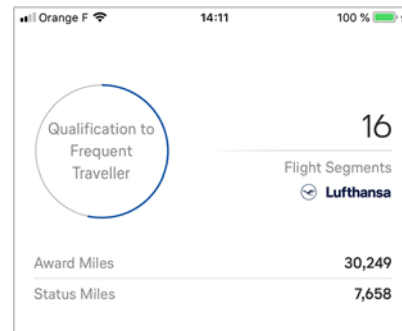 Orange F 14:11 100 %
Qualification to
Frequent
Traveller
16
Flight Segments
Lufthansa
Award Miles 30,249
Status Miles 7,658